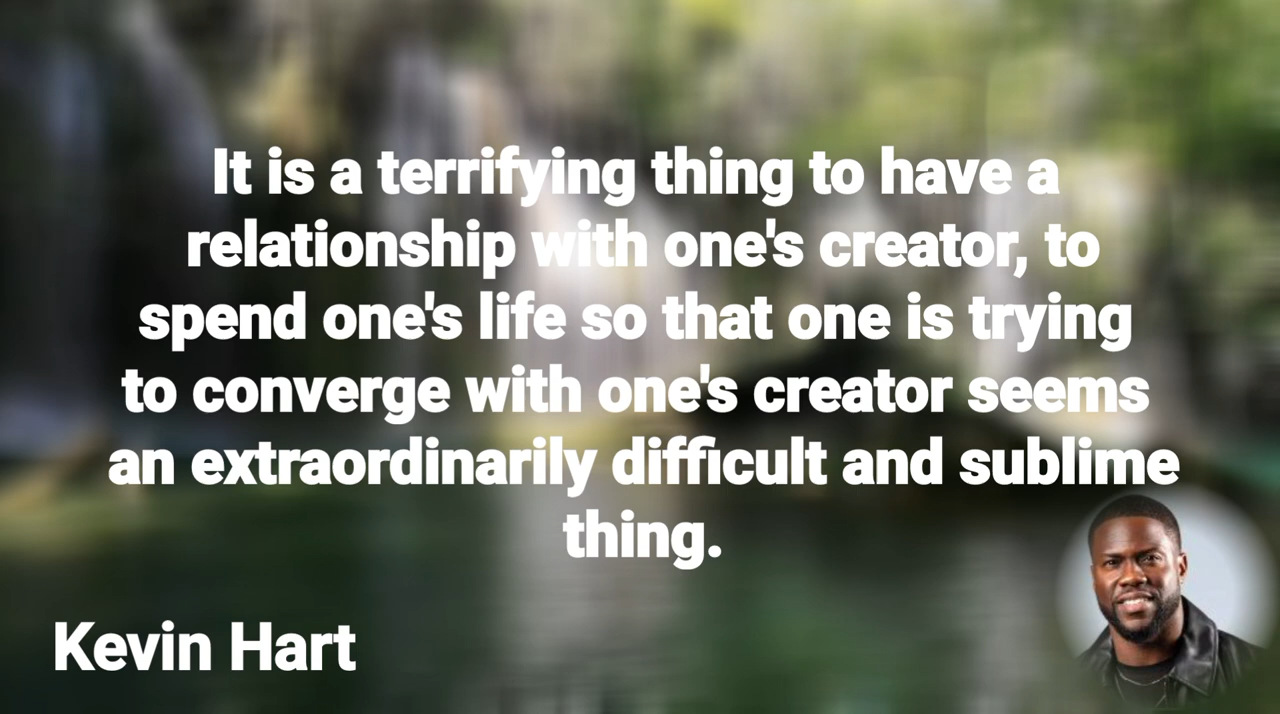 It is a terrifying thing to have a
relationship with one's creator, to
spend one's life so that one is trying
to converge with one's creator seems
an extraordinarily difficult and sublime
thing.
Kevin Hart